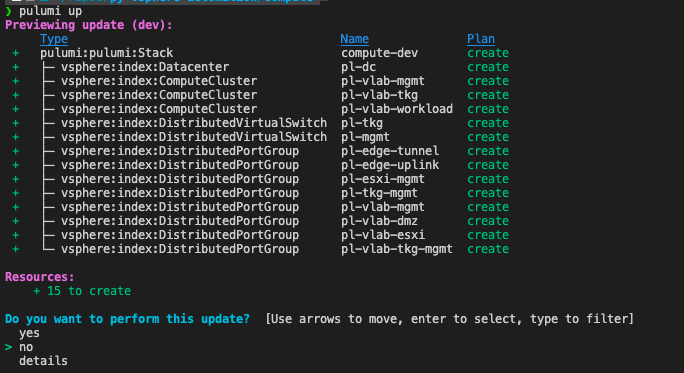 ❯ pulumi up
Previewing update (dev):
Type Name Plan
+ pulumi:pulumi:Stack compute-dev create
+ ├─ vsphere:index:Datacenter pl-dc create
+ ├─ vsphere:index:ComputeCluster pl-vlab-mgmt create
+ ├─ vsphere:index:ComputeCluster pl-vlab-tkg create
+ ├─ vsphere:index:ComputeCluster pl-vlab-workload create
+ ├─ vsphere:index:DistributedVirtualSwitch pl-tkg create
+ ├─ vsphere:index:DistributedVirtualSwitch pl-mgmt create
+ ├─ vsphere:index:DistributedPortGroup pl-edge-tunnel create
+ ├─ vsphere:index:DistributedPortGroup pl-edge-uplink create
+ ├─ vsphere:index:DistributedPortGroup pl-esxi-mgmt create
+ ├─ vsphere:index:DistributedPortGroup pl-tkg-mgmt create
+ ├─ vsphere:index:DistributedPortGroup pl-vlab-mgmt create
+ ├─ vsphere:index:DistributedPortGroup pl-vlab-dmz create
+ ├─ vsphere:index:DistributedPortGroup pl-vlab-esxi create
+ └─ vsphere:index:DistributedPortGroup pl-vlab-tkg-mgmt create
Resources:
+ 15 to create
Do you want to perform this update? [Use arrows to move, enter to select, type to filter]
yes
> no
details